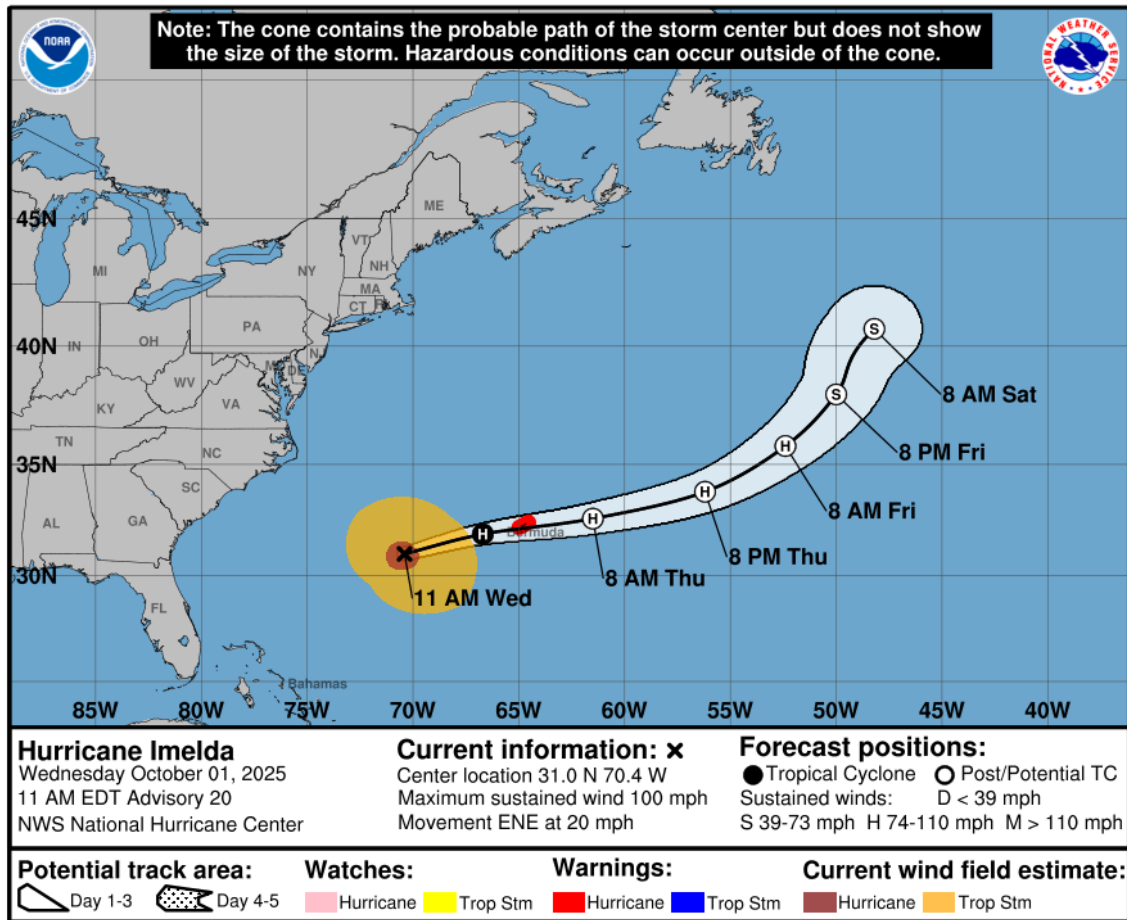 Note: The cone contains the probable path of the storm center but does not show
the size of the storm. Hazardous conditions can occur outside of the cone.
NOAA
NATIONAL WEATHER SERVICE
ME
45N
VT
MI
NY
NH
MA
CT
PA
40N
IN
OH
S
8 AM Sat
WV
DE
KY
VA
S
8 PM Fri
TN
NC
35N
H
8 AM Fri
SC
AL
GA
H
8 PM Thu
H
Bermuda
H
8 AM Thu
30N
11 AM Wed
FL
Bahamas
85W 80W 75W 70W 65W 60W 55W 50W 45W 40W
Hurricane Imelda
Wednesday October 01, 2025
11 AM EDT Advisory 20
NWS National Hurricane Center
Current information: ×
Center location 31.0 N 70.4 W
Maximum sustained wind 100 mph
Movement ENE at 20 mph
Forecast positions:
Tropical Cyclone Post/Potential TC
Sustained winds: D < 39 mph
S 39-73 mph H 74-110 mph M > 110 mph
Potential track area:
Day 1-3 Day 4-5
Watches:
Hurricane Trop Stm
Warnings:
Hurricane Trop Stm
Current wind field estimate:
Hurricane Trop Stm